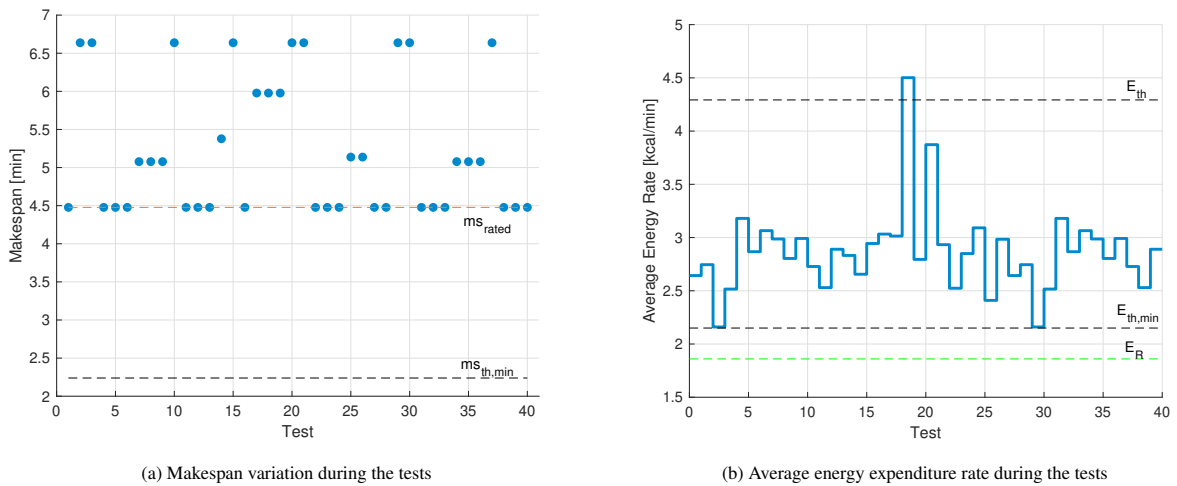 7
6.5
6
5.5
5
4.5
4
3.5
3
2.5
2
0 5 10 15 20 25 30 35 40
Makespan [min]
Test
ms_rated
ms_th,min
(a) Makespan variation during the tests
5
4.5
4
3.5
3
2.5
2
1.5
0 5 10 15 20 25 30 35 40
Average Energy Rate [kcal/min]
Test
E_th
E_th,min
E_R
(b) Average energy expenditure rate during the tests